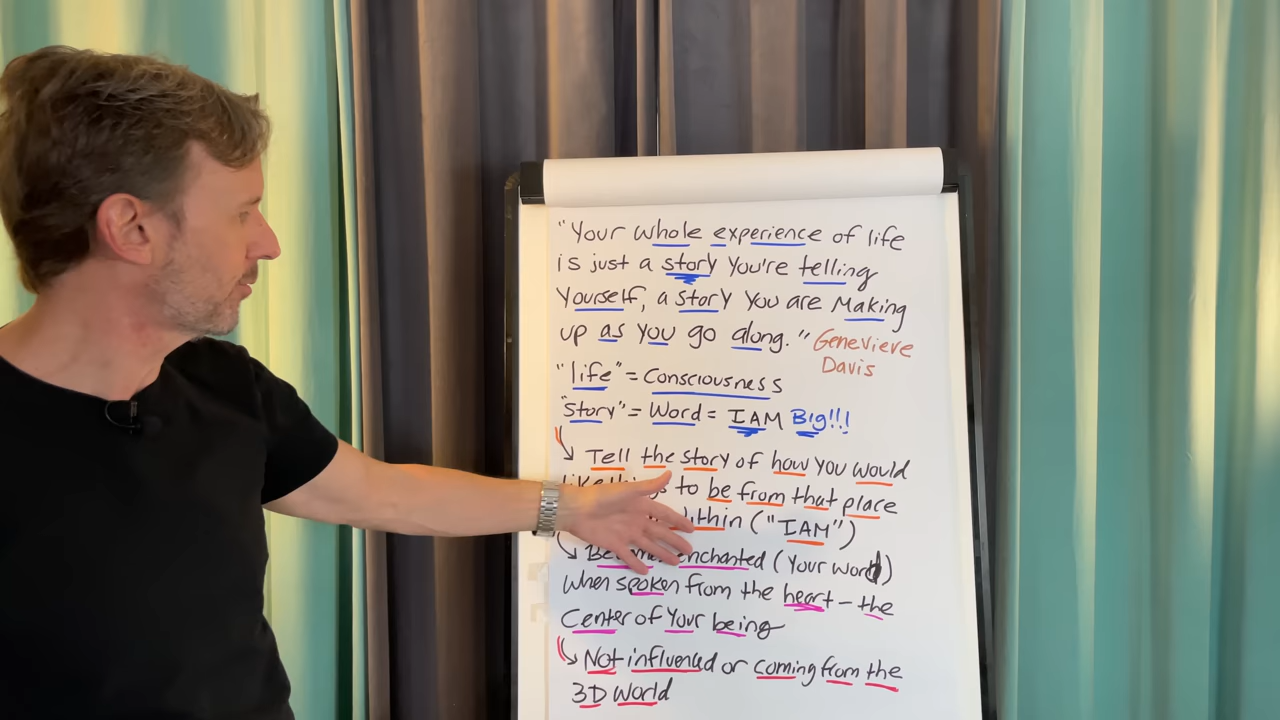 "Your whole experience of life
is just a story You're telling
Yourself, a story You are Making
up as you go along." Genevieve
Davis
"life" = Consciousness
"Story" = Word = I AM Big!!!
Tell the story of how You would
to be from that place
("I AM")
enchanted (Your word)
When spoken from the heart - the
Center of Your being
Not influenced or coming from the
3D World